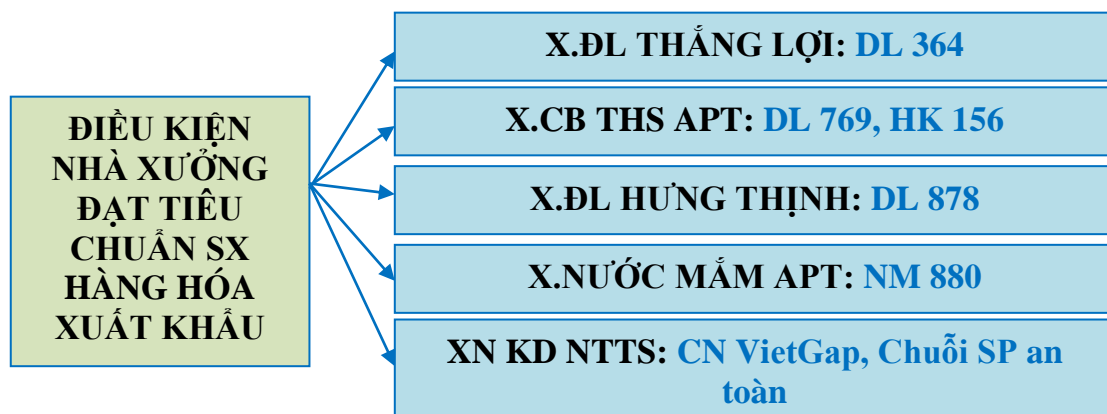 ĐIỀU KIỆN
NHÀ XƯỞNG
ĐẠT TIÊU
CHUẨN SX
HÀNG HÓA
XUẤT KHẨU
X.ĐL THẮNG LỢI: DL 364
X.CB THS APT: DL 769, HK 156
X.ĐL HƯNG THỊNH: DL 878
X.NƯỚC MẮM APT: NM 880
XN KD NTTS: CN VietGap, Chuỗi SP an
toàn